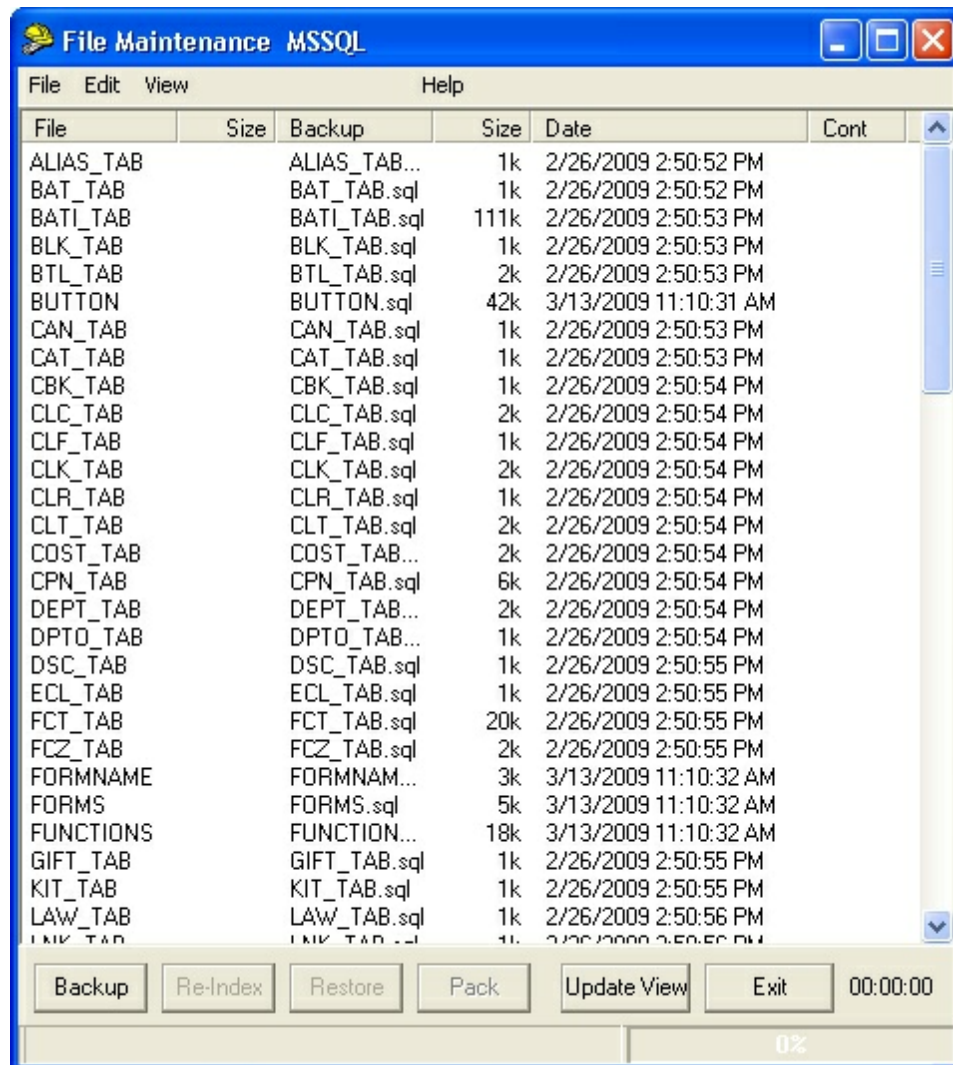 File Maintenance MSSQL
File Edit View Help
File Size Backup Size Date Cont
ALIAS_TAB ALIAS_TAB... 1k 2/26/2009 2:50:52 PM
BAT_TAB BAT_TAB.sql 1k 2/26/2009 2:50:52 PM
BATI_TAB BATI_TAB.sql 111k 2/26/2009 2:50:53 PM
BLK_TAB BLK_TAB.sql 1k 2/26/2009 2:50:53 PM
BTL_TAB BTL_TAB.sql 2k 2/26/2009 2:50:53 PM
BUTTON BUTTON.sql 42k 3/13/2009 11:10:31 AM
CAN_TAB CAN_TAB.sql 1k 2/26/2009 2:50:53 PM
CAT_TAB CAT_TAB.sql 1k 2/26/2009 2:50:53 PM
CBK_TAB CBK_TAB.sql 1k 2/26/2009 2:50:54 PM
CLC_TAB CLC_TAB.sql 2k 2/26/2009 2:50:54 PM
CLF_TAB CLF_TAB.sql 1k 2/26/2009 2:50:54 PM
CLK_TAB CLK_TAB.sql 2k 2/26/2009 2:50:54 PM
CLR_TAB CLR_TAB.sql 1k 2/26/2009 2:50:54 PM
CLT_TAB CLT_TAB.sql 2k 2/26/2009 2:50:54 PM
COST_TAB COST_TAB... 2k 2/26/2009 2:50:54 PM
CPN_TAB CPN_TAB.sql 6k 2/26/2009 2:50:54 PM
DEPT_TAB DEPT_TAB... 2k 2/26/2009 2:50:54 PM
DPTO_TAB DPTO_TAB... 1k 2/26/2009 2:50:54 PM
DSC_TAB DSC_TAB.sql 1k 2/26/2009 2:50:55 PM
ECL_TAB ECL_TAB.sql 1k 2/26/2009 2:50:55 PM
FCT_TAB FCT_TAB.sql 20k 2/26/2009 2:50:55 PM
FCZ_TAB FCZ_TAB.sql 2k 2/26/2009 2:50:55 PM
FORMNAME FORMNAM... 3k 3/13/2009 11:10:32 AM
FORMS FORMS.sql 5k 3/13/2009 11:10:32 AM
FUNCTIONS FUNCTION... 18k 3/13/2009 11:10:32 AM
GIFT_TAB GIFT_TAB.sql 1k 2/26/2009 2:50:55 PM
KIT_TAB KIT_TAB.sql 1k 2/26/2009 2:50:55 PM
LAW_TAB LAW_TAB.sql 1k 2/26/2009 2:50:56 PM
Backup Re-Index Restore Pack Update View Exit 00:00:00
0%